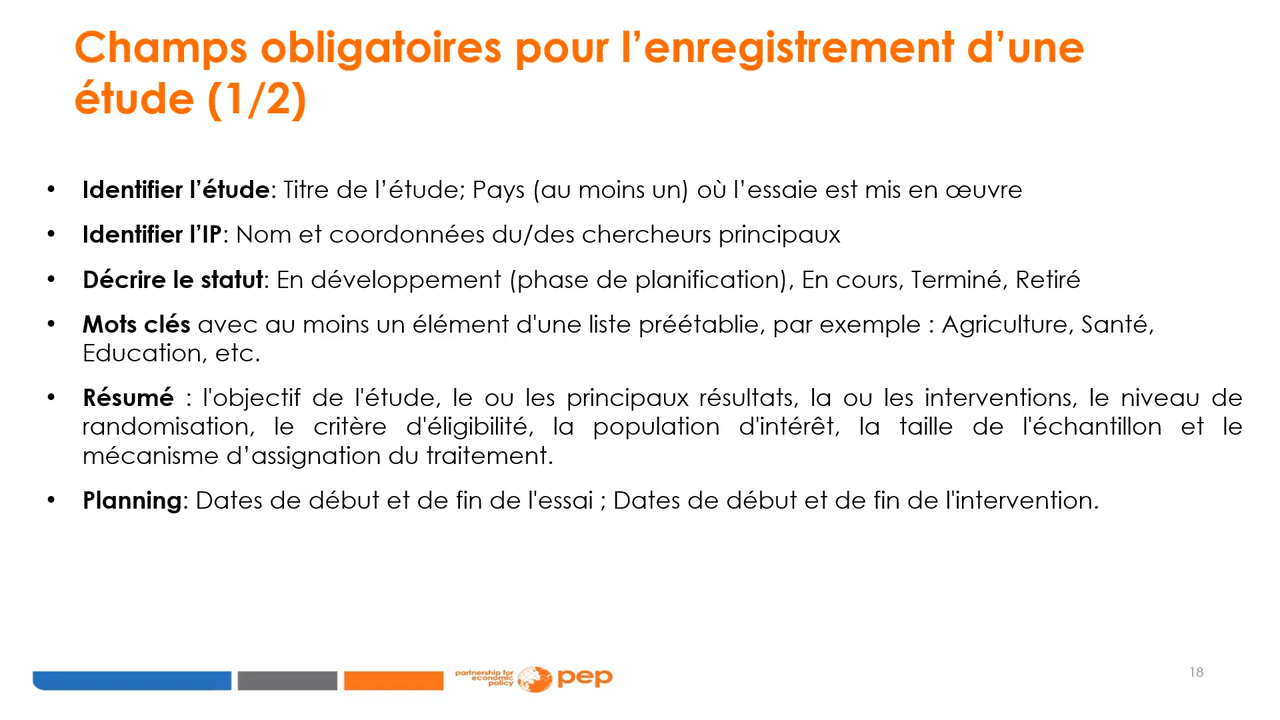 Champs obligatoires pour l’enregistrement d’une
étude (1/2)
• Identifier l’étude: Titre de l’étude; Pays (au moins un) où l’essaie est mis en œuvre
• Identifier l’IP: Nom et coordonnées du/des chercheurs principaux
• Décrire le statut: En développement (phase de planification), En cours, Terminé, Retiré
• Mots clés avec au moins un élément d'une liste préétablie, par exemple : Agriculture, Santé,
Education, etc.
• Résumé : l'objectif de l'étude, le ou les principaux résultats, la ou les interventions, le niveau de
randomisation, le critère d'éligibilité, la population d'intérêt, la taille de l'échantillon et le
mécanisme d’assignation du traitement.
• Planning: Dates de début et de fin de l'essai ; Dates de début et de fin de l'intervention.
partnership for
economic
policy
pep
18